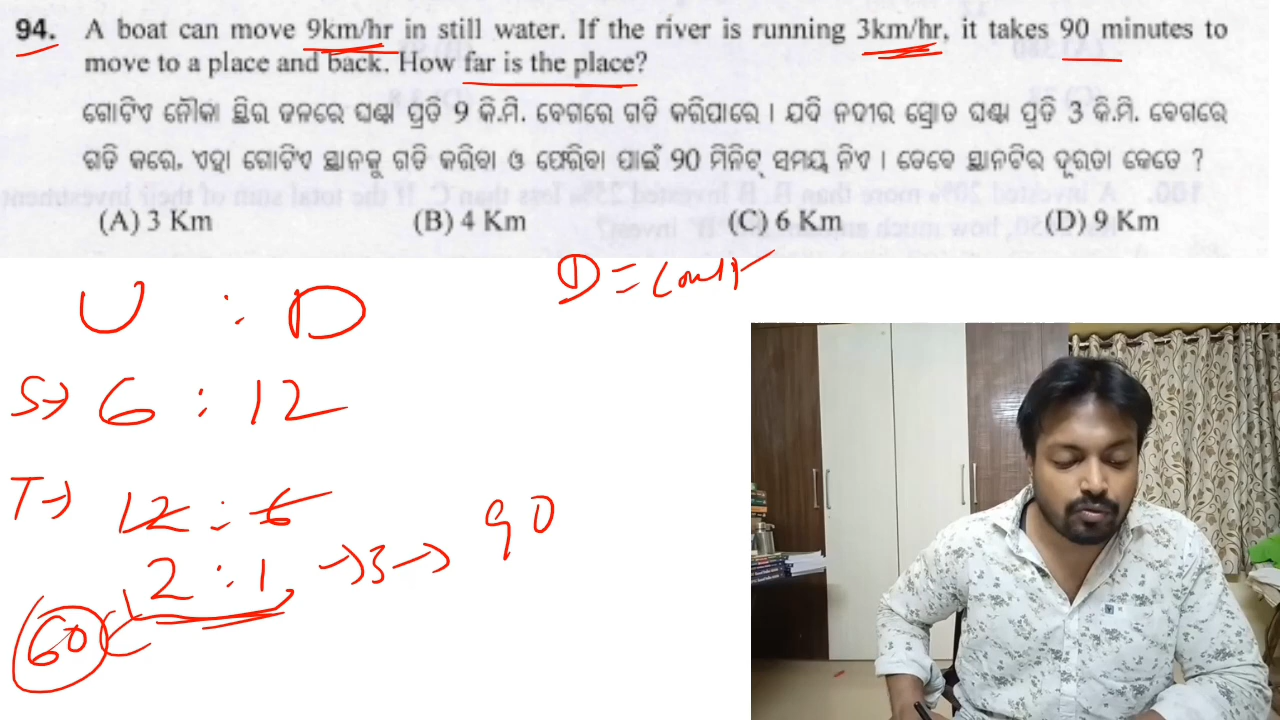 94. A boat can move 9km/hr in still water. If the river is running 3km/hr, it takes 90 minutes to
move to a place and back. How far is the place?
ଗୋଟିଏ ନୌକା ସ୍ଥିର ଜଳରେ ଘଣ୍ଟା ପ୍ରତି 9 କି.ମି. ବେଗରେ ଗତି କରିପାରେ । ଯଦି ନଦୀର ସ୍ରୋତ ଘଣ୍ଟା ପ୍ରତି 3 କି.ମି. ବେଗରେ
ଗତି କରେ, ଏହା ଗୋଟିଏ ସ୍ଥାନକୁ ଗତି କରିବା ଓ ଫେରିବା ପାଇଁ 90 ମିନିଟ୍ ସମୟ ନିଏ । ତେବେ ସ୍ଥାନଟିର ଦୂରତା କେତେ ?
(A) 3 Km (B) 4 Km (C) 6 Km (D) 9 Km
U : D
D = const
S→ 6 : 12
T→ 12 : 6
2 : 1 → 3 → 90
60